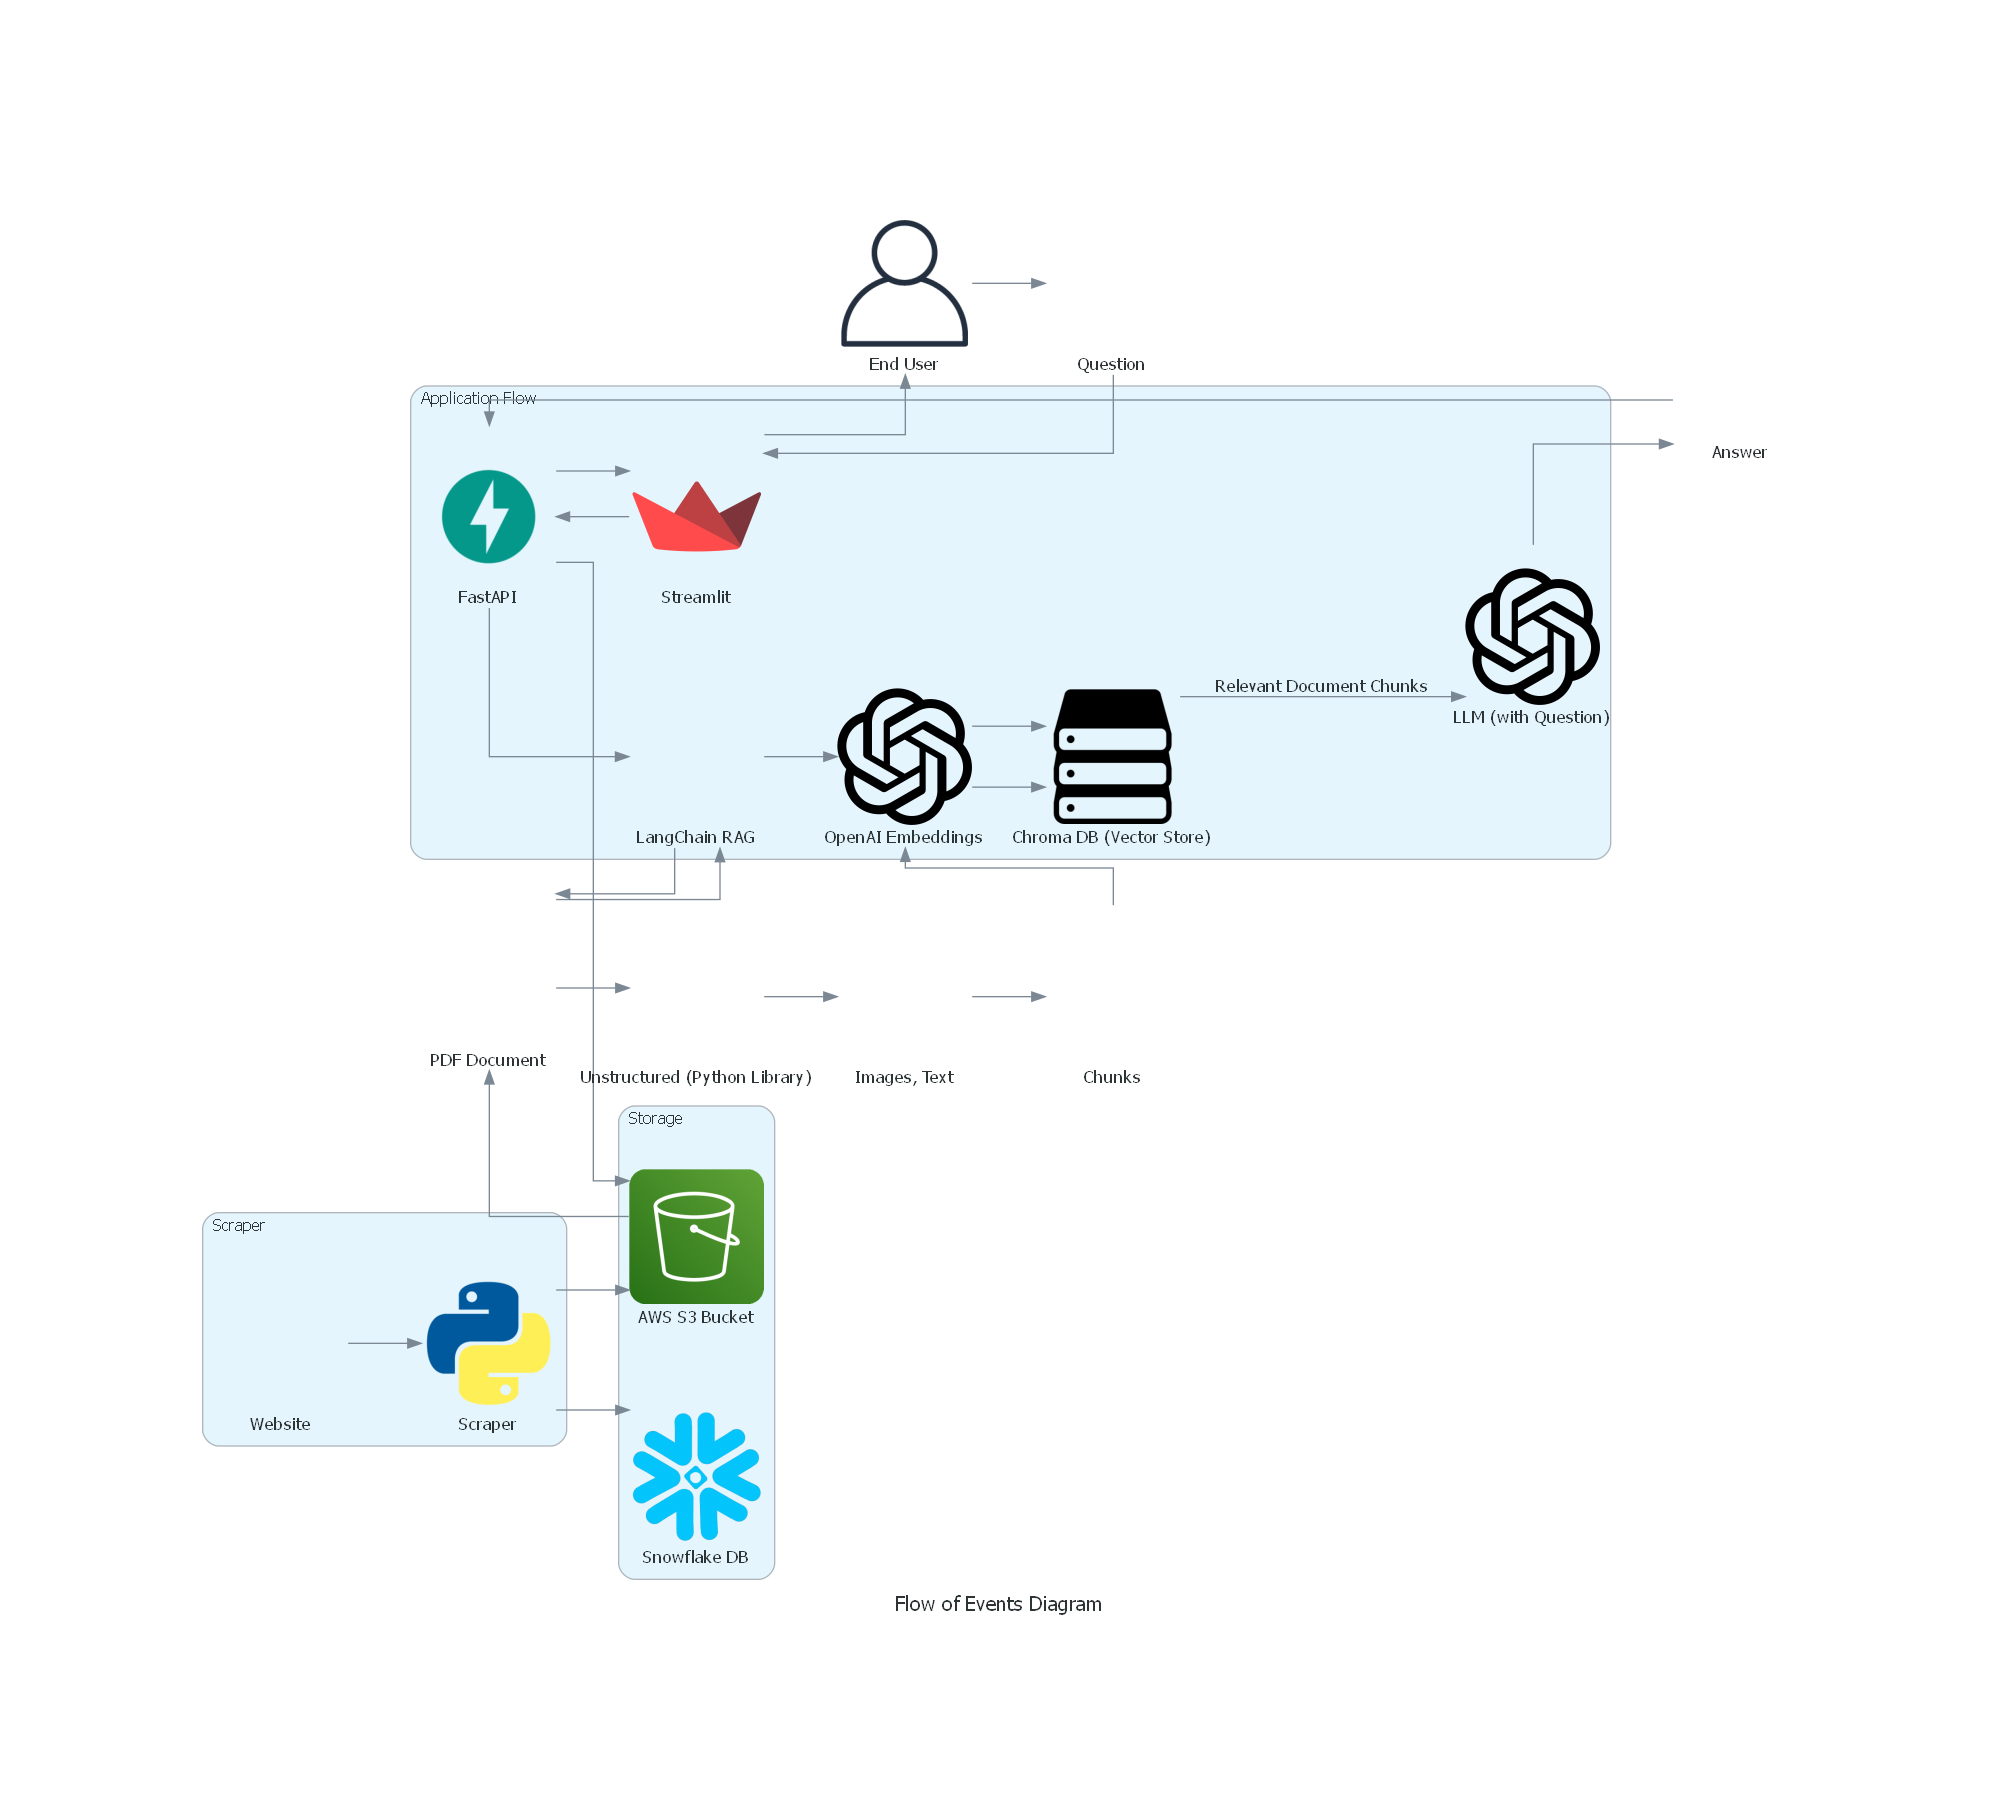 End User
Question
Application Flow
Answer
FastAPI
Streamlit
Relevant Document Chunks
LLM (with Question)
LangChain RAG
OpenAI Embeddings
Chroma DB (Vector Store)
PDF Document
Unstructured (Python Library)
Images, Text
Chunks
Storage
Scraper
AWS S3 Bucket
Website
Scraper
Snowflake DB
Flow of Events Diagram